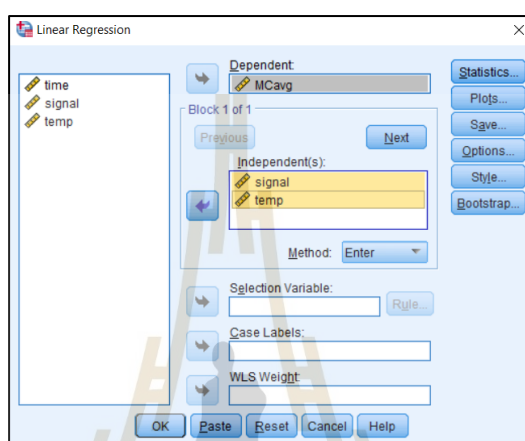 Linear Regression
time
signal
temp
Dependent:
MCavg
Block 1 of 1
Previous
Next
Independent(s):
signal
temp
Method: Enter
Selection Variable:
Rule...
Case Labels:
WLS Weight:
Statistics...
Plots...
Save...
Options...
Style...
Bootstrap...
OK Paste Reset Cancel Help